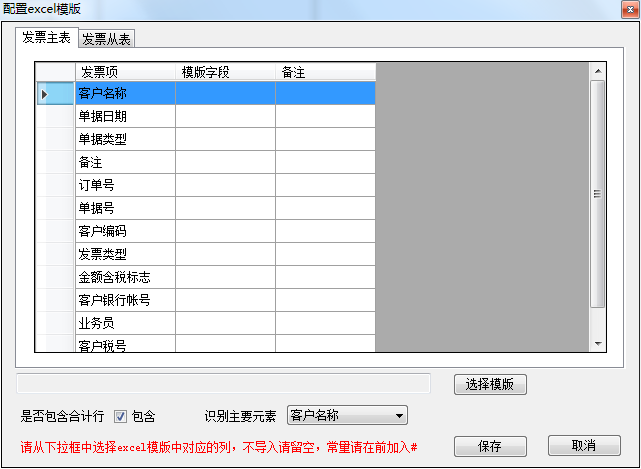 配置excel模版
发票主表 发票从表
发票项 模版字段 备注
客户名称
单据日期
单据类型
备注
订单号
单据号
客户编码
发票类型
金额含税标志
客户银行帐号
业务员
客户税号
选择模版
是否包含合计行 包含 识别主要元素 客户名称
请从下拉框中选择excel模版中对应的列，不导入请留空，常量请在前加入#
保存 取消